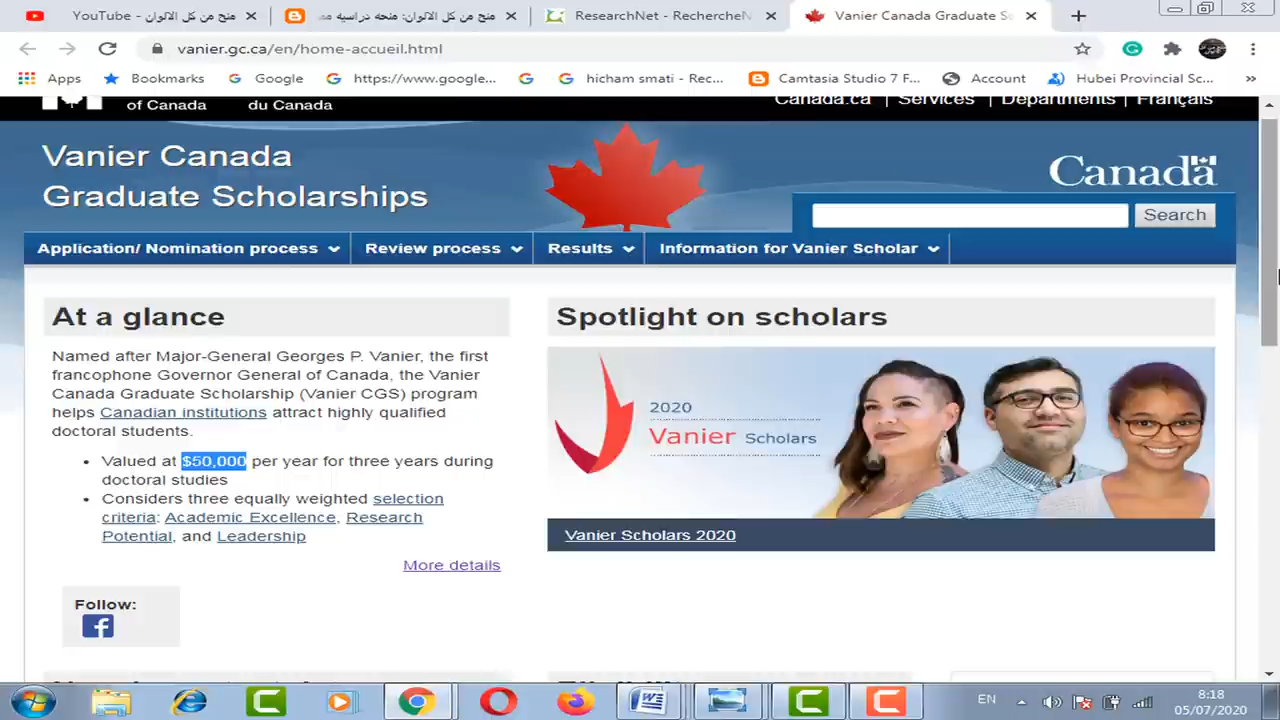 YouTube - منح من كل الالوان
منح من كل الالوان: منحه دراسيه
ResearchNet - RechercheN
Vanier Canada Graduate Sc
vanier.gc.ca/en/home-accueil.html
Apps
Bookmarks
Google
https://www.google...
hicham smati - Rec...
Camtasia Studio 7 F...
Account
Hubei Provincial Sc...
»
of Canada
du Canada
Canada.ca | Services | Departments | Français
Vanier Canada
Graduate Scholarships
Canada
Search
Application/ Nomination process
Review process
Results
Information for Vanier Scholar
At a glance
Named after Major-General Georges P. Vanier, the first
francophone Governor General of Canada, the Vanier
Canada Graduate Scholarship (Vanier CGS) program
helps Canadian institutions attract highly qualified
doctoral students.
• Valued at $50,000 per year for three years during
doctoral studies
• Considers three equally weighted selection
criteria: Academic Excellence, Research
Potential, and Leadership
More details
Follow:
Spotlight on scholars
2020
Vanier Scholars
Vanier Scholars 2020
EN
8:18
05/07/2020